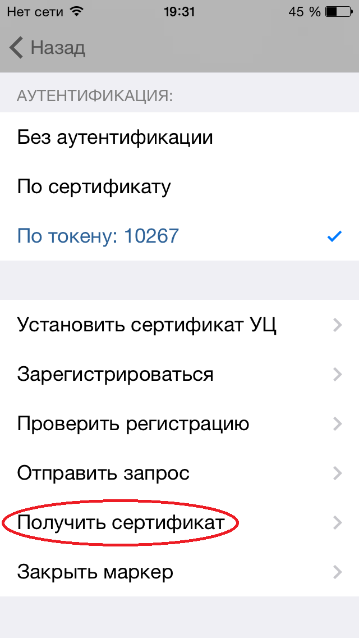 Нет сети 19:31 45 %
Назад
АУТЕНТИФИКАЦИЯ:
Без аутентификации
По сертификату
По токену: 10267
Установить сертификат УЦ
Зарегистрироваться
Проверить регистрацию
Отправить запрос
Получить сертификат
Закрыть маркер